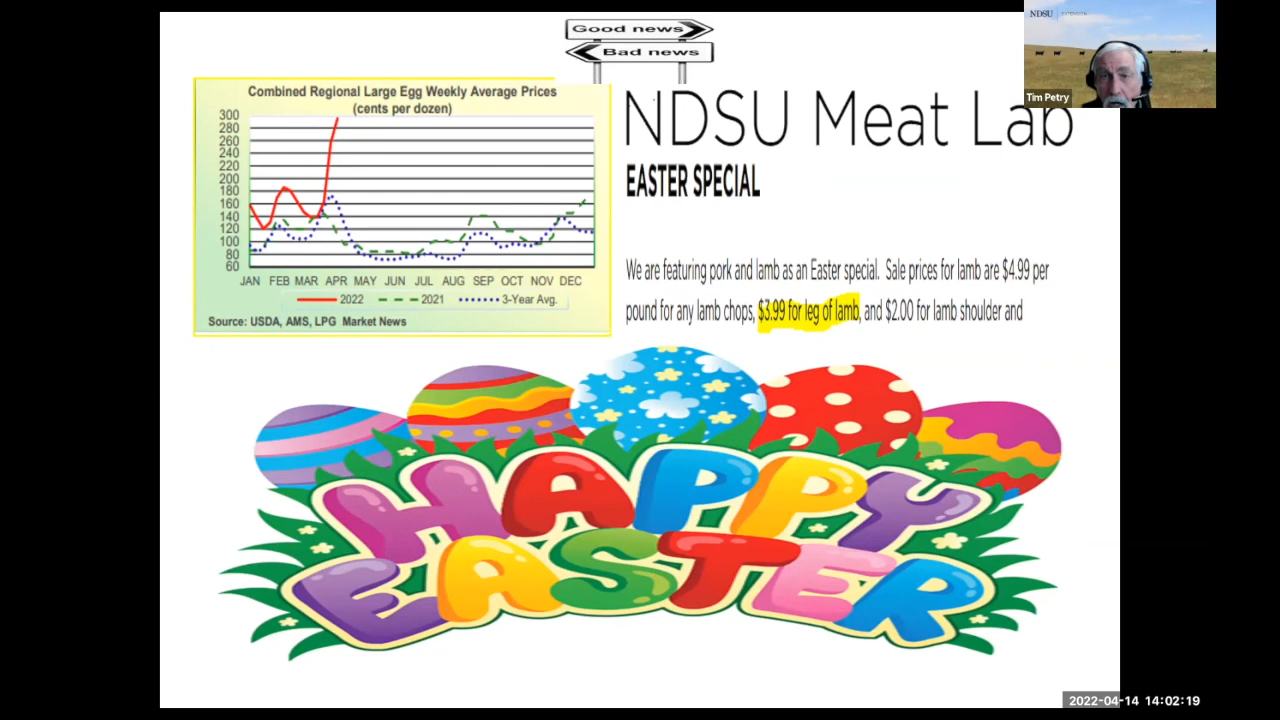 Good news
Bad news
NDSU EXTENSION
Tim Petry
Combined Regional Large Egg Weekly Average Prices
(cents per dozen)
300
280
260
240
220
200
180
160
140
120
100
80
60
JAN FEB MAR APR MAY JUN JUL AUG SEP OCT NOV DEC
2022 2021 3-Year Avg.
Source: USDA, AMS, LPG Market News
NDSU Meat Lab
EASTER SPECIAL
We are featuring pork and lamb as an Easter special. Sale prices for lamb are $4.99 per
pound for any lamb chops, $3.99 for leg of lamb, and $2.00 for lamb shoulder and
HAPPY
EASTER
2022-04-14 14:02:19